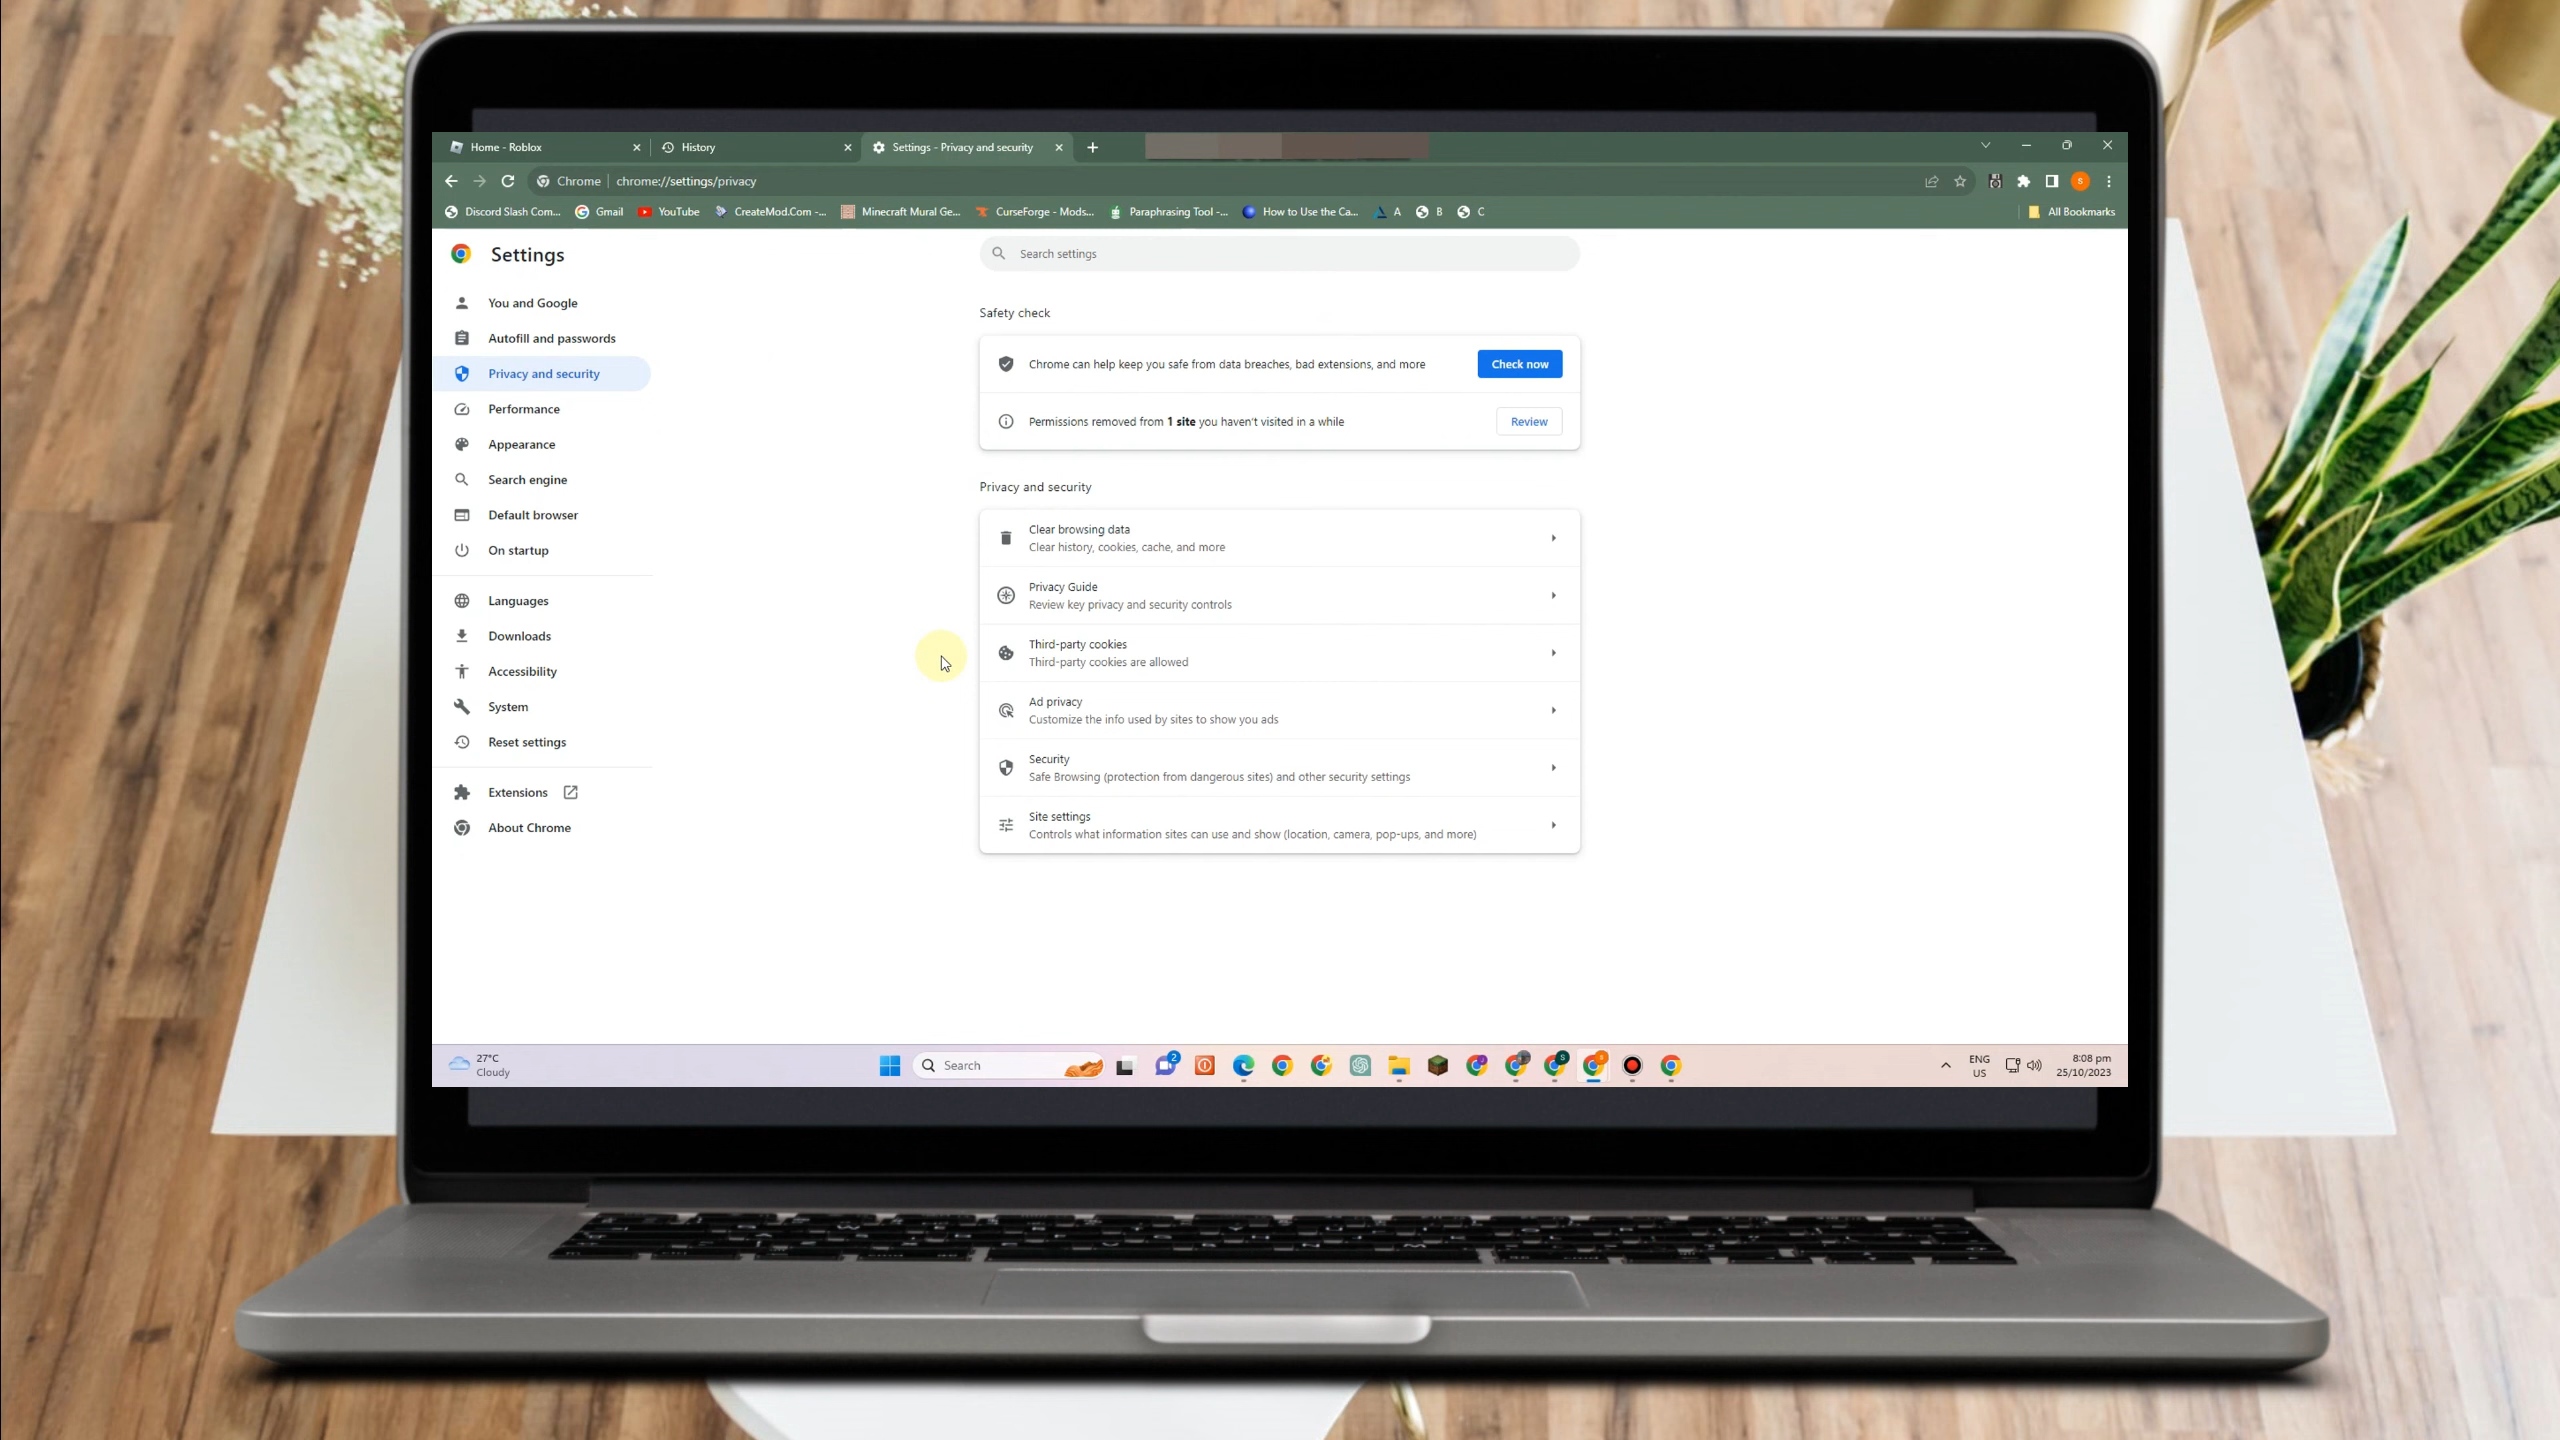 Home - Roblox
History
Settings - Privacy and security
Chrome
chrome://settings/privacy
Discord Slash Com...
Gmail
YouTube
CreateMod.Com -...
Minecraft Mural Ge...
CurseForge - Mods...
Paraphrasing Tool -...
How to Use the Ca...
A
B
C
All Bookmarks
Settings
Search settings
You and Google
Autofill and passwords
Privacy and security
Performance
Appearance
Search engine
Default browser
On startup
Languages
Downloads
Accessibility
System
Reset settings
Extensions
About Chrome
Safety check
Chrome can help keep you safe from data breaches, bad extensions, and more
Check now
Permissions removed from 1 site you haven't visited in a while
Review
Privacy and security
Clear browsing data
Clear history, cookies, cache, and more
Privacy Guide
Review key privacy and security controls
Third-party cookies
Third-party cookies are allowed
Ad privacy
Customize the info used by sites to show you ads
Security
Safe Browsing (protection from dangerous sites) and other security settings
Site settings
Controls what information sites can use and show (location, camera, pop-ups, and more)
27°C
Cloudy
Search
2
ENG
US
8:08 pm
25/10/2023